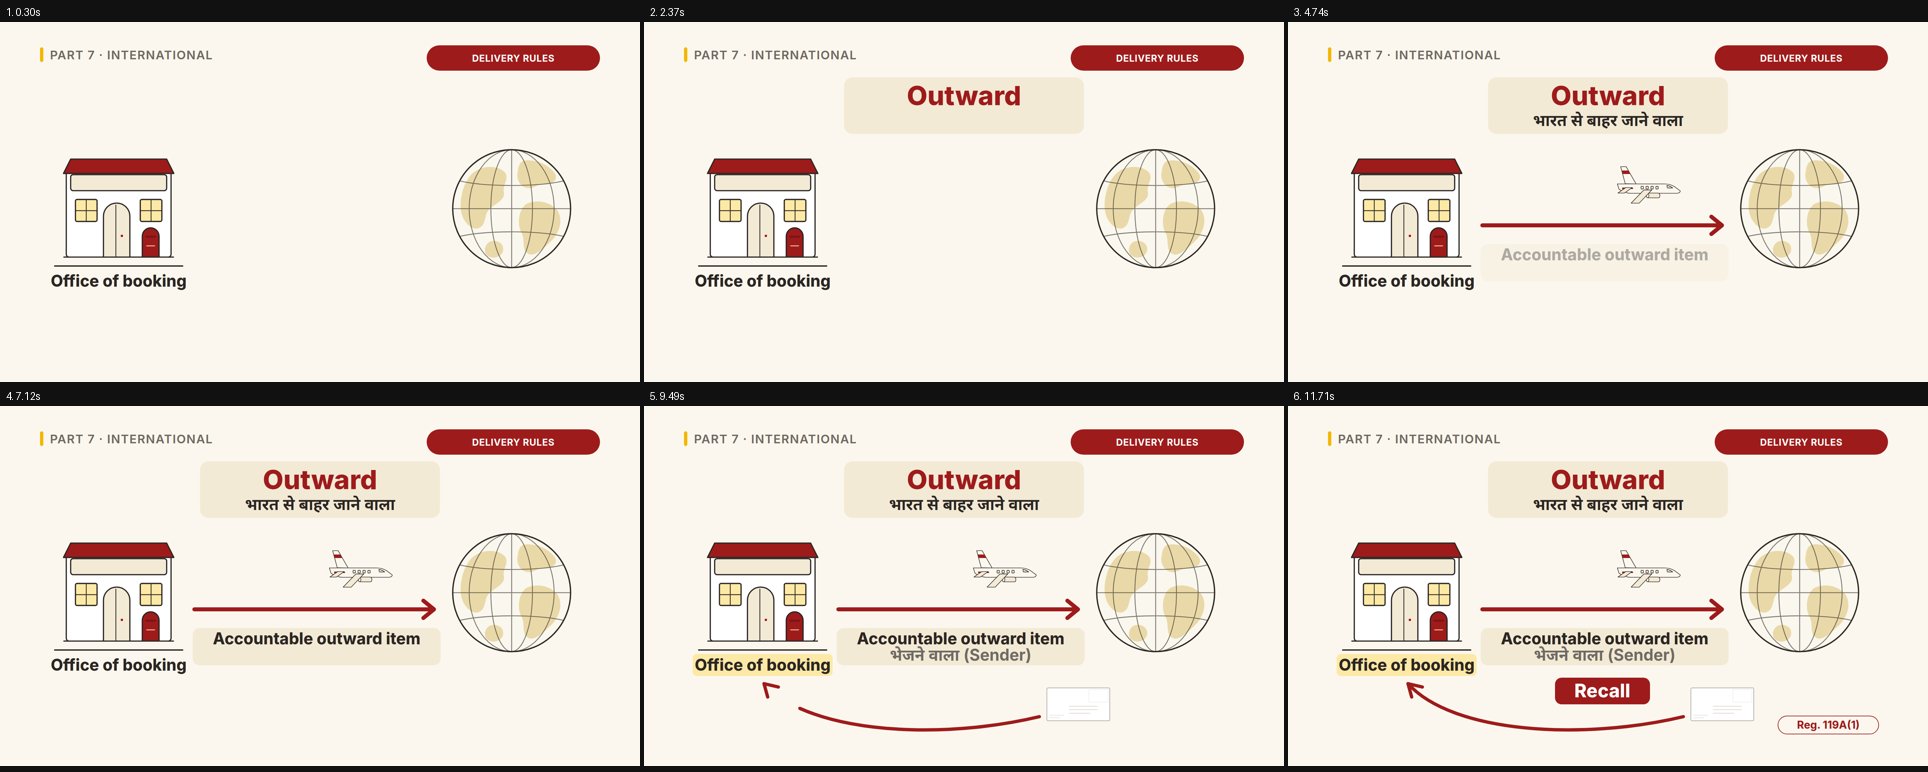 1. 0.30s
PART 7 · INTERNATIONAL
DELIVERY RULES
Office of booking
2. 2.37s
PART 7 · INTERNATIONAL
DELIVERY RULES
Outward
Office of booking
3. 4.74s
PART 7 · INTERNATIONAL
DELIVERY RULES
Outward
भारत से बाहर जाने वाला
Accountable outward item
Office of booking
4. 7.12s
PART 7 · INTERNATIONAL
DELIVERY RULES
Outward
भारत से बाहर जाने वाला
Accountable outward item
Office of booking
5. 9.49s
PART 7 · INTERNATIONAL
DELIVERY RULES
Outward
भारत से बाहर जाने वाला
Accountable outward item
भेजने वाला (Sender)
Office of booking
6. 11.71s
PART 7 · INTERNATIONAL
DELIVERY RULES
Outward
भारत से बाहर जाने वाला
Accountable outward item
भेजने वाला (Sender)
Office of booking
Recall
Reg. 119A(1)